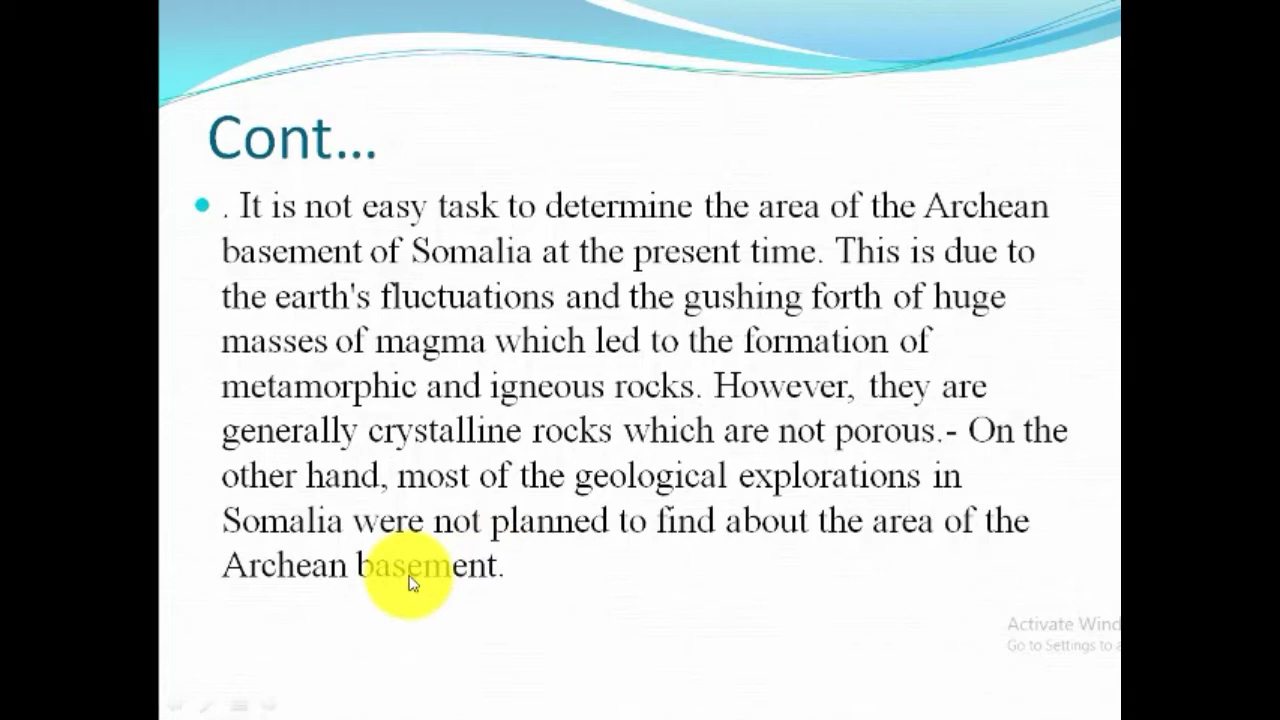 Cont...
. It is not easy task to determine the area of the Archean
basement of Somalia at the present time. This is due to
the earth's fluctuations and the gushing forth of huge
masses of magma which led to the formation of
metamorphic and igneous rocks. However, they are
generally crystalline rocks which are not porous.- On the
other hand, most of the geological explorations in
Somalia were not planned to find about the area of the
Archean basement.
Activate Wind
Go to Settings to a